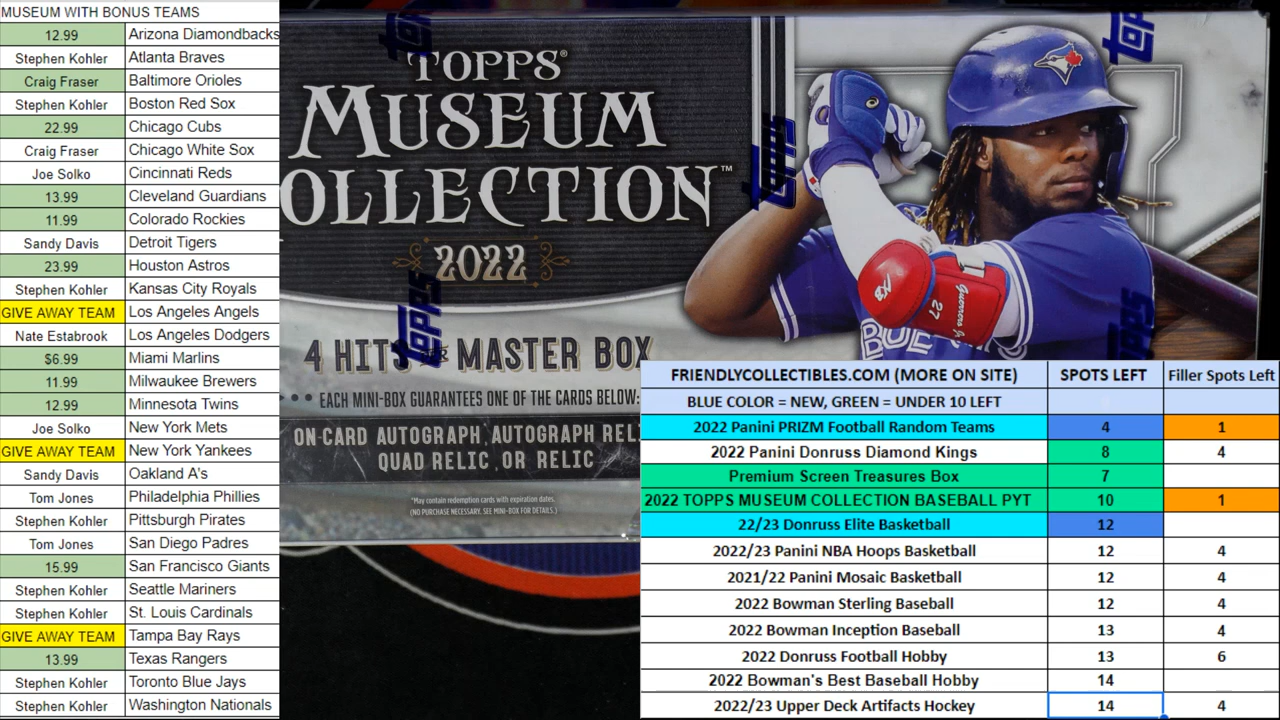 MUSEUM WITH BONUS TEAMS
12.99 Arizona Diamondbacks
Stephen Kohler Atlanta Braves
Craig Fraser Baltimore Orioles
Stephen Kohler Boston Red Sox
22.99 Chicago Cubs
Craig Fraser Chicago White Sox
Joe Solko Cincinnati Reds
13.99 Cleveland Guardians
11.99 Colorado Rockies
Sandy Davis Detroit Tigers
23.99 Houston Astros
Stephen Kohler Kansas City Royals
GIVE AWAY TEAM Los Angeles Angels
Nate Estabrook Los Angeles Dodgers
$6.99 Miami Marlins
11.99 Milwaukee Brewers
12.99 Minnesota Twins
Joe Solko New York Mets
GIVE AWAY TEAM New York Yankees
Sandy Davis Oakland A's
Tom Jones Philadelphia Phillies
Stephen Kohler Pittsburgh Pirates
Tom Jones San Diego Padres
15.99 San Francisco Giants
Stephen Kohler Seattle Mariners
Stephen Kohler St. Louis Cardinals
GIVE AWAY TEAM Tampa Bay Rays
13.99 Texas Rangers
Stephen Kohler Toronto Blue Jays
Stephen Kohler Washington Nationals
TOPPS®
MUSEUM
OLLECTION™
2022
4 HITS MASTER BOX
EACH MINI-BOX GUARANTEES ONE OF THE CARDS BELOW:
ON-CARD AUTOGRAPH, AUTOGRAPH REL
QUAD RELIC, OR RELIC
*May contain redemption cards with expiration dates.
(NO PURCHASE NECESSARY. SEE MINI-BOX FOR DETAILS.)
topps
topps
topps
topps
topps
Guerrero Jr.
27
BLUE
FRIENDLYCOLLECTIBLES.COM (MORE ON SITE) SPOTS LEFT Filler Spots Left
BLUE COLOR = NEW, GREEN = UNDER 10 LEFT
2022 Panini PRIZM Football Random Teams 4 1
2022 Panini Donruss Diamond Kings 8 4
Premium Screen Treasures Box 7
2022 TOPPS MUSEUM COLLECTION BASEBALL PYT 10 1
22/23 Donruss Elite Basketball 12
2022/23 Panini NBA Hoops Basketball 12 4
2021/22 Panini Mosaic Basketball 12 4
2022 Bowman Sterling Baseball 12 4
2022 Bowman Inception Baseball 13 4
2022 Donruss Football Hobby 13 6
2022 Bowman's Best Baseball Hobby 14
2022/23 Upper Deck Artifacts Hockey 14 4